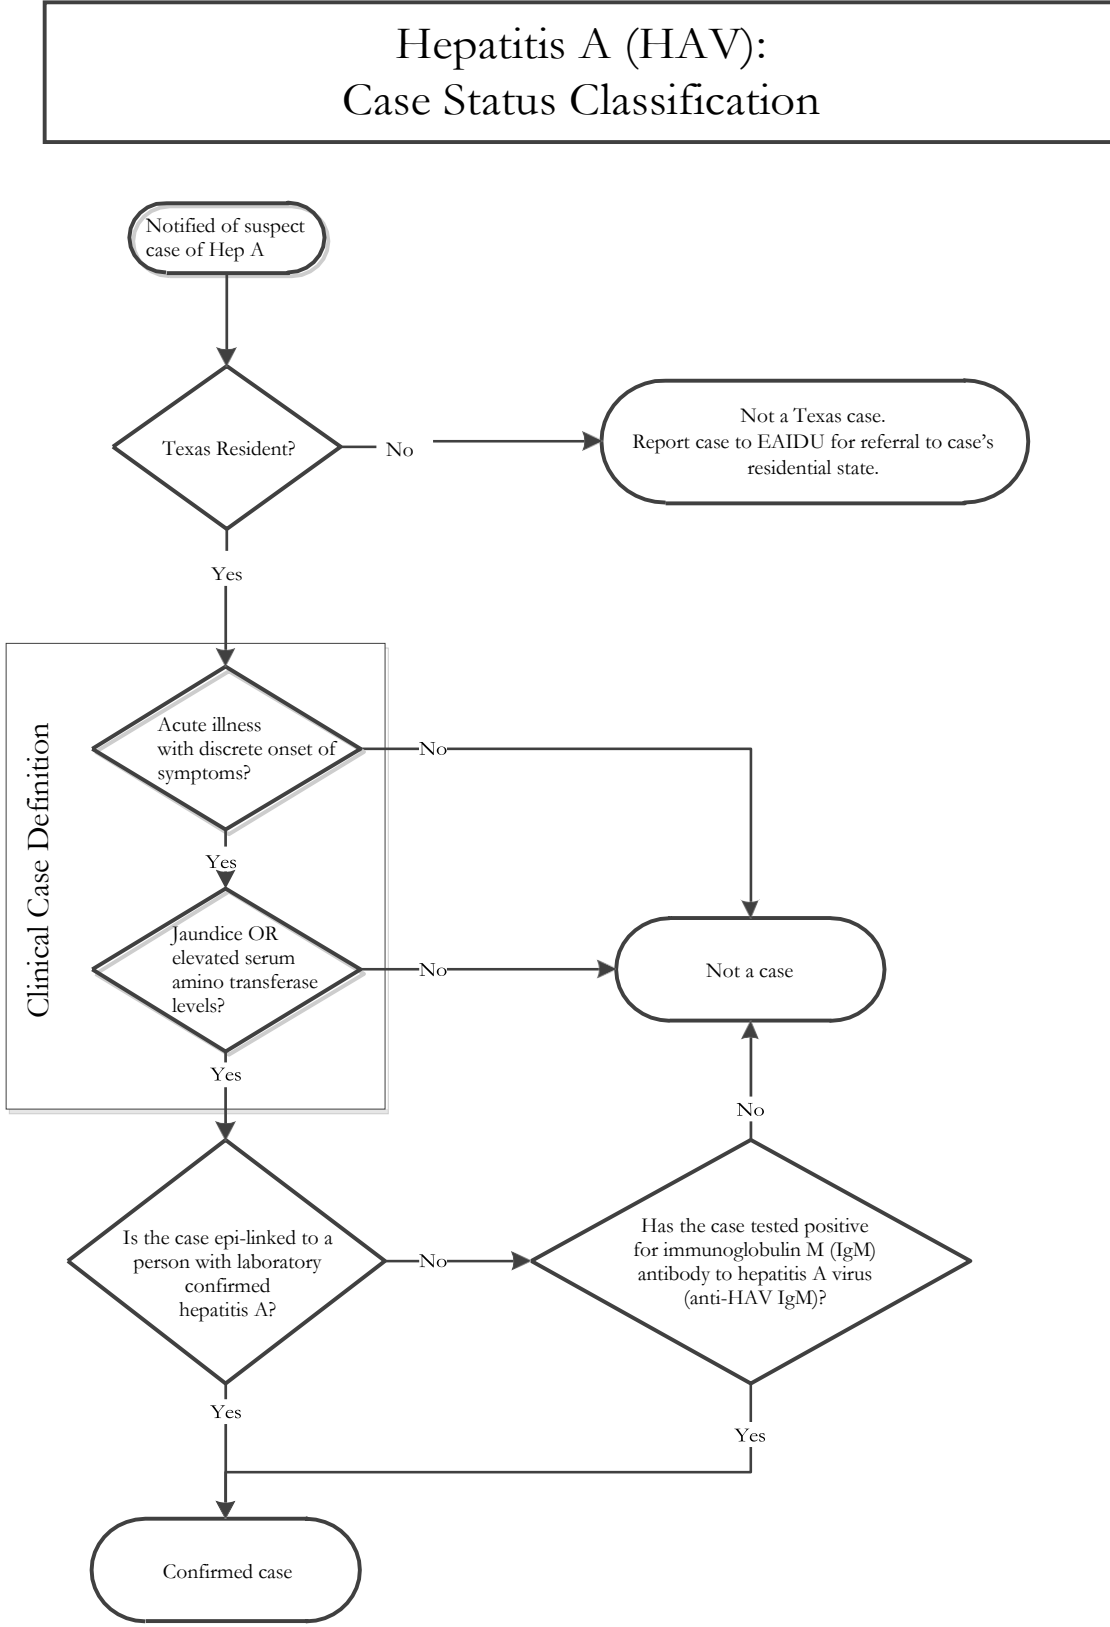 Hepatitis A (HAV):
Case Status Classification
Notified of suspect
case of Hep A
Texas Resident?
No
Not a Texas case.
Report case to EAIDU for referral to case’s
residential state.
Yes
Clinical Case Definition
Acute illness
with discrete onset of
symptoms?
No
Yes
Jaundice OR
elevated serum
amino transferase
levels?
No
Not a case
Yes
No
Is the case epi-linked to a
person with laboratory
confirmed
hepatitis A?
No
Has the case tested positive
for immunoglobulin M (IgM)
antibody to hepatitis A virus
(anti-HAV IgM)?
Yes
Yes
Confirmed case